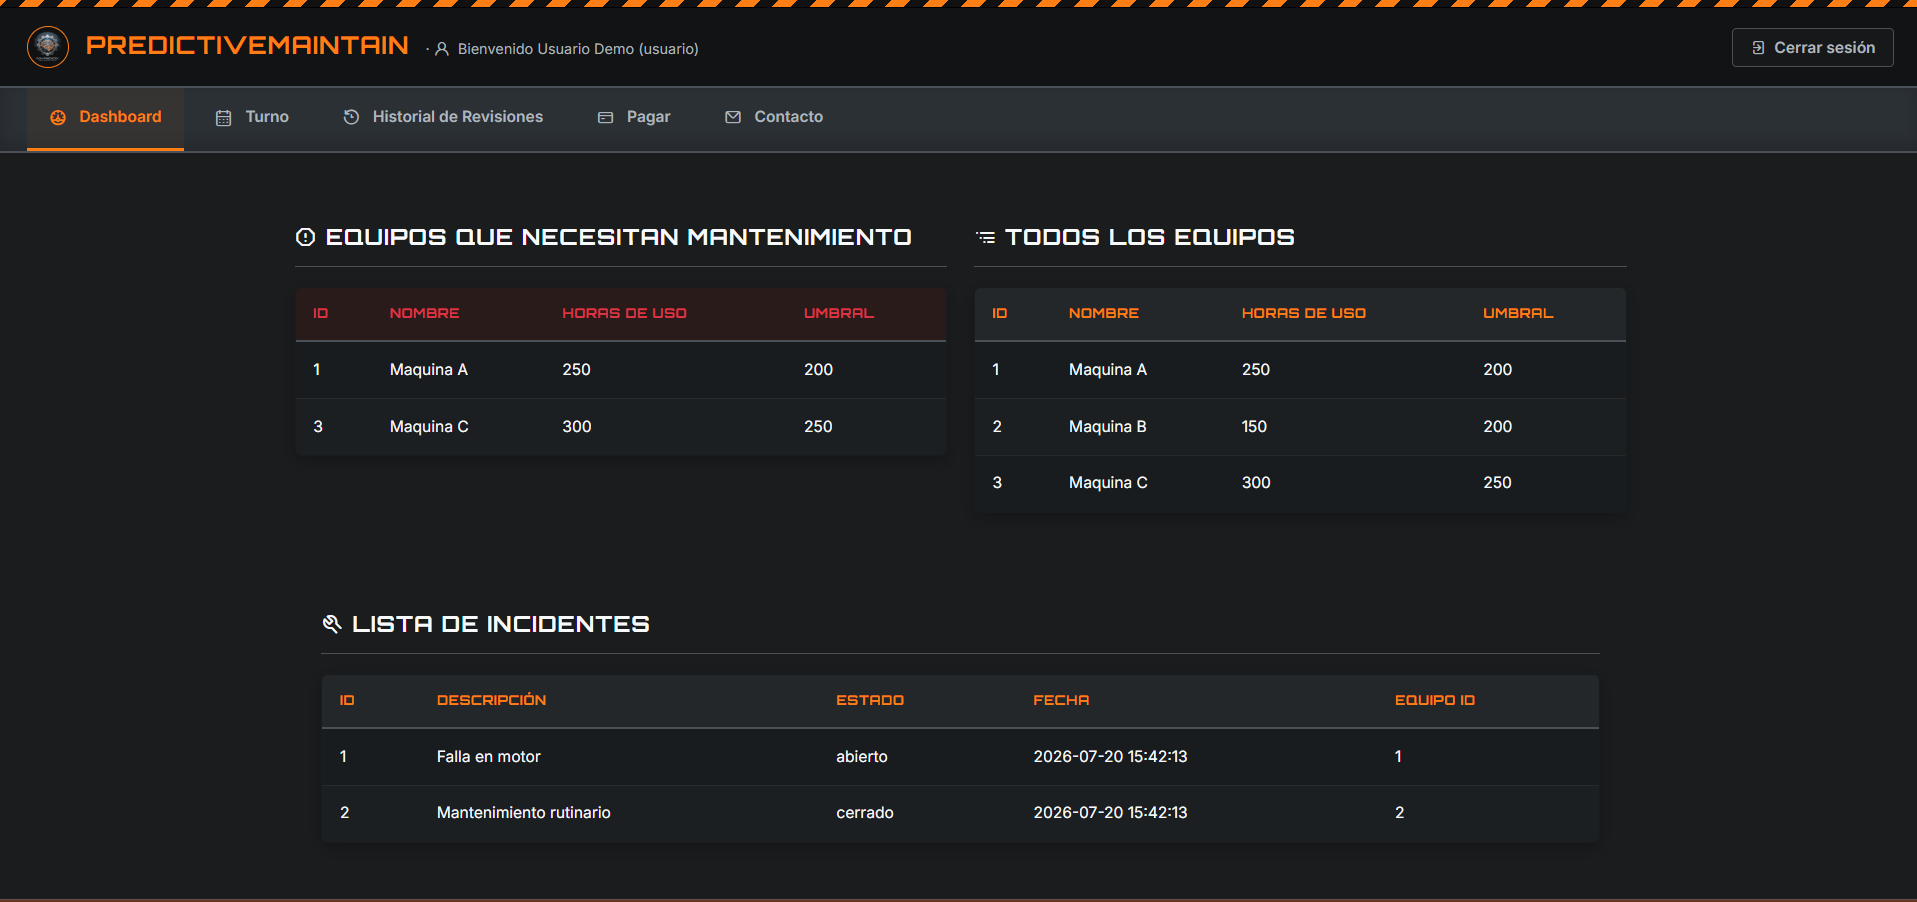 PREDICTIVEMAINTAIN · Bienvenido Usuario Demo (usuario) Cerrar sesión
Dashboard Turno Historial de Revisiones Pagar Contacto
EQUIPOS QUE NECESITAN MANTENIMIENTO
ID NOMBRE HORAS DE USO UMBRAL
1 Maquina A 250 200
3 Maquina C 300 250
TODOS LOS EQUIPOS
ID NOMBRE HORAS DE USO UMBRAL
1 Maquina A 250 200
2 Maquina B 150 200
3 Maquina C 300 250
LISTA DE INCIDENTES
ID DESCRIPCIÓN ESTADO FECHA EQUIPO ID
1 Falla en motor abierto 2026-07-20 15:42:13 1
2 Mantenimiento rutinario cerrado 2026-07-20 15:42:13 2